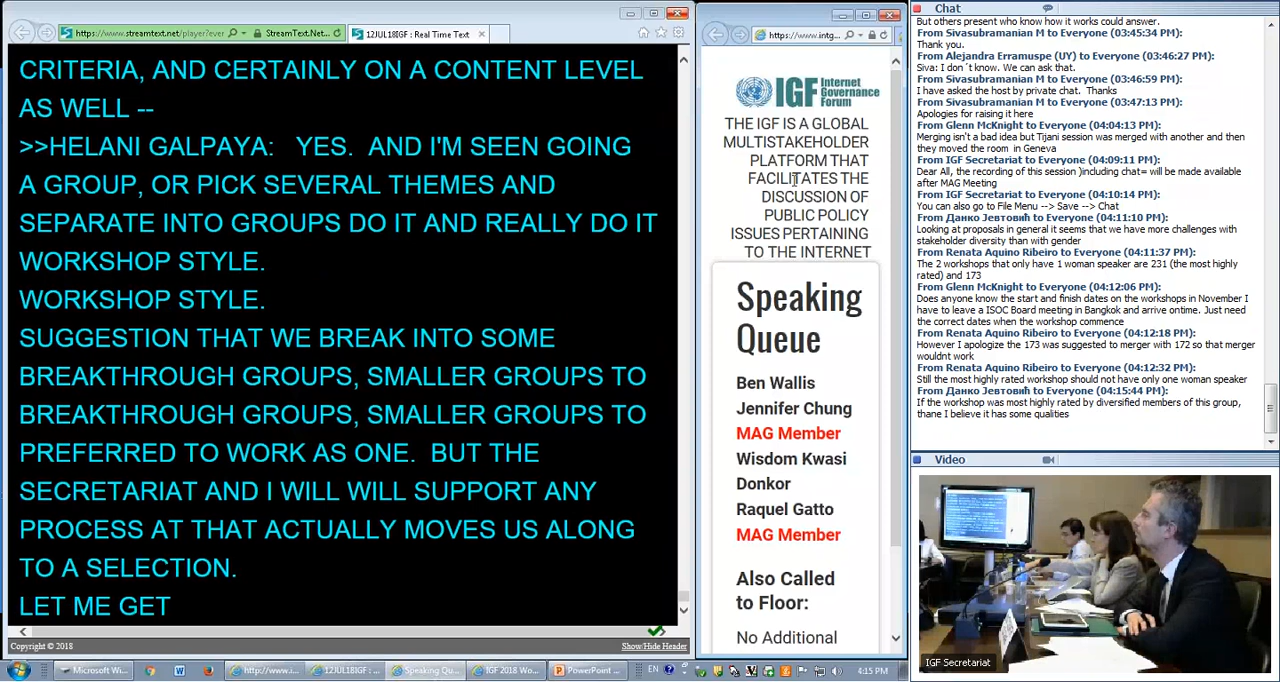 https://www.streamtext.net/player?ever
StreamText.Net...
12JUL18IGF : Real Time Text
CRITERIA, AND CERTAINLY ON A CONTENT LEVEL
AS WELL --
>>HELANI GALPAYA:   YES.  AND I'M SEEN GOING
A GROUP, OR PICK SEVERAL THEMES AND
SEPARATE INTO GROUPS DO IT AND REALLY DO IT
WORKSHOP STYLE.
WORKSHOP STYLE.
SUGGESTION THAT WE BREAK INTO SOME
BREAKTHROUGH GROUPS, SMALLER GROUPS TO
BREAKTHROUGH GROUPS, SMALLER GROUPS TO
PREFERRED TO WORK AS ONE.  BUT THE
SECRETARIAT AND I WILL WILL SUPPORT ANY
PROCESS AT THAT ACTUALLY MOVES US ALONG
TO A SELECTION.
LET ME GET
Copyright © 2018
Show/Hide Header
https://www.intg
IGF Internet
Governance
Forum
THE IGF IS A GLOBAL
MULTISTAKEHOLDER
PLATFORM THAT
FACILITATES THE
DISCUSSION OF
PUBLIC POLICY
ISSUES PERTAINING
TO THE INTERNET
Speaking
Queue
Ben Wallis
Jennifer Chung
MAG Member
Wisdom Kwasi
Donkor
Raquel Gatto
MAG Member
Also Called
to Floor:
No Additional
Chat
But others present who know how it works could answer.
From Sivasubramanian M to Everyone (03:45:34 PM):
Thank you.
From Alejandra Erramuspe (UY) to Everyone (03:46:27 PM):
Siva: I don´t know. We can ask that.
From Sivasubramanian M to Everyone (03:46:59 PM):
I have asked the host by private chat.  Thanks
From Sivasubramanian M to Everyone (03:47:13 PM):
Apologies for raising it here
From Glenn McKnight to Everyone (04:04:13 PM):
Merging isn't a bad idea but Tijani session was merged with another and then
they moved the room  in Geneva
From IGF Secretariat to Everyone (04:09:11 PM):
Dear All, the recording of this session )including chat= will be made available
after MAG Meeting
From IGF Secretariat to Everyone (04:10:14 PM):
You can also go to File Menu --> Save --> Chat
From Данко Јевтовић to Everyone (04:11:10 PM):
Looking at proposals in general it seems that we have more challenges with
stakeholder diversity than with gender
From Renata Aquino Ribeiro to Everyone (04:11:37 PM):
The 2 workshops that only have 1 woman speaker are 231 (the most highly
rated) and 173
From Glenn McKnight to Everyone (04:12:06 PM):
Does anyone know the start and finish dates on the workshops in November I
have to leave a ISOC Board meeting in Bangkok and arrive ontime. Just need
the correct dates when the workshop commence
From Renata Aquino Ribeiro to Everyone (04:12:18 PM):
However I apologize the 173 was suggested to merger with 172 so that merger
wouldnt work
From Renata Aquino Ribeiro to Everyone (04:12:32 PM):
Still the most highly rated workshop should not have only one woman speaker
From Данко Јевтовић to Everyone (04:15:44 PM):
If the workshop was most highly rated by diversified members of this group,
thane I believe it has some qualities
Video
IGF Secretariat
Microsoft Wi...
http://www.i...
12JUL18IGF : ...
Speaking Qu...
IGF 2018 Wo...
PowerPoint ...
EN
4:15 PM